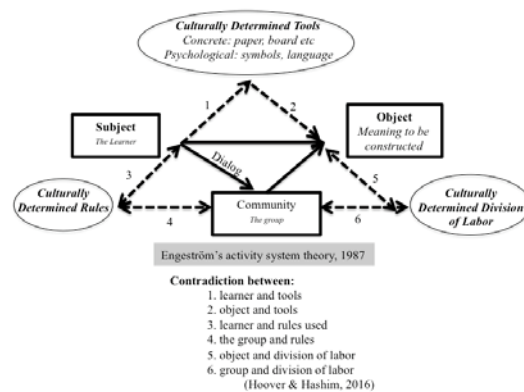 Culturally Determined Tools
Concrete: paper, board etc
Psychological: symbols, language
1
2
Subject
The Learner
Object
Meaning to be
constructed
Dialog
3
5
Culturally
Determined Rules
4
Community
The group
6
Culturally
Determined Division
of Labor
Engeström's activity system theory, 1987
Contradiction between:
1. learner and tools
2. object and tools
3. learner and rules used
4. the group and rules
5. object and division of labor
6. group and division of labor
(Hoover & Hashim, 2016)